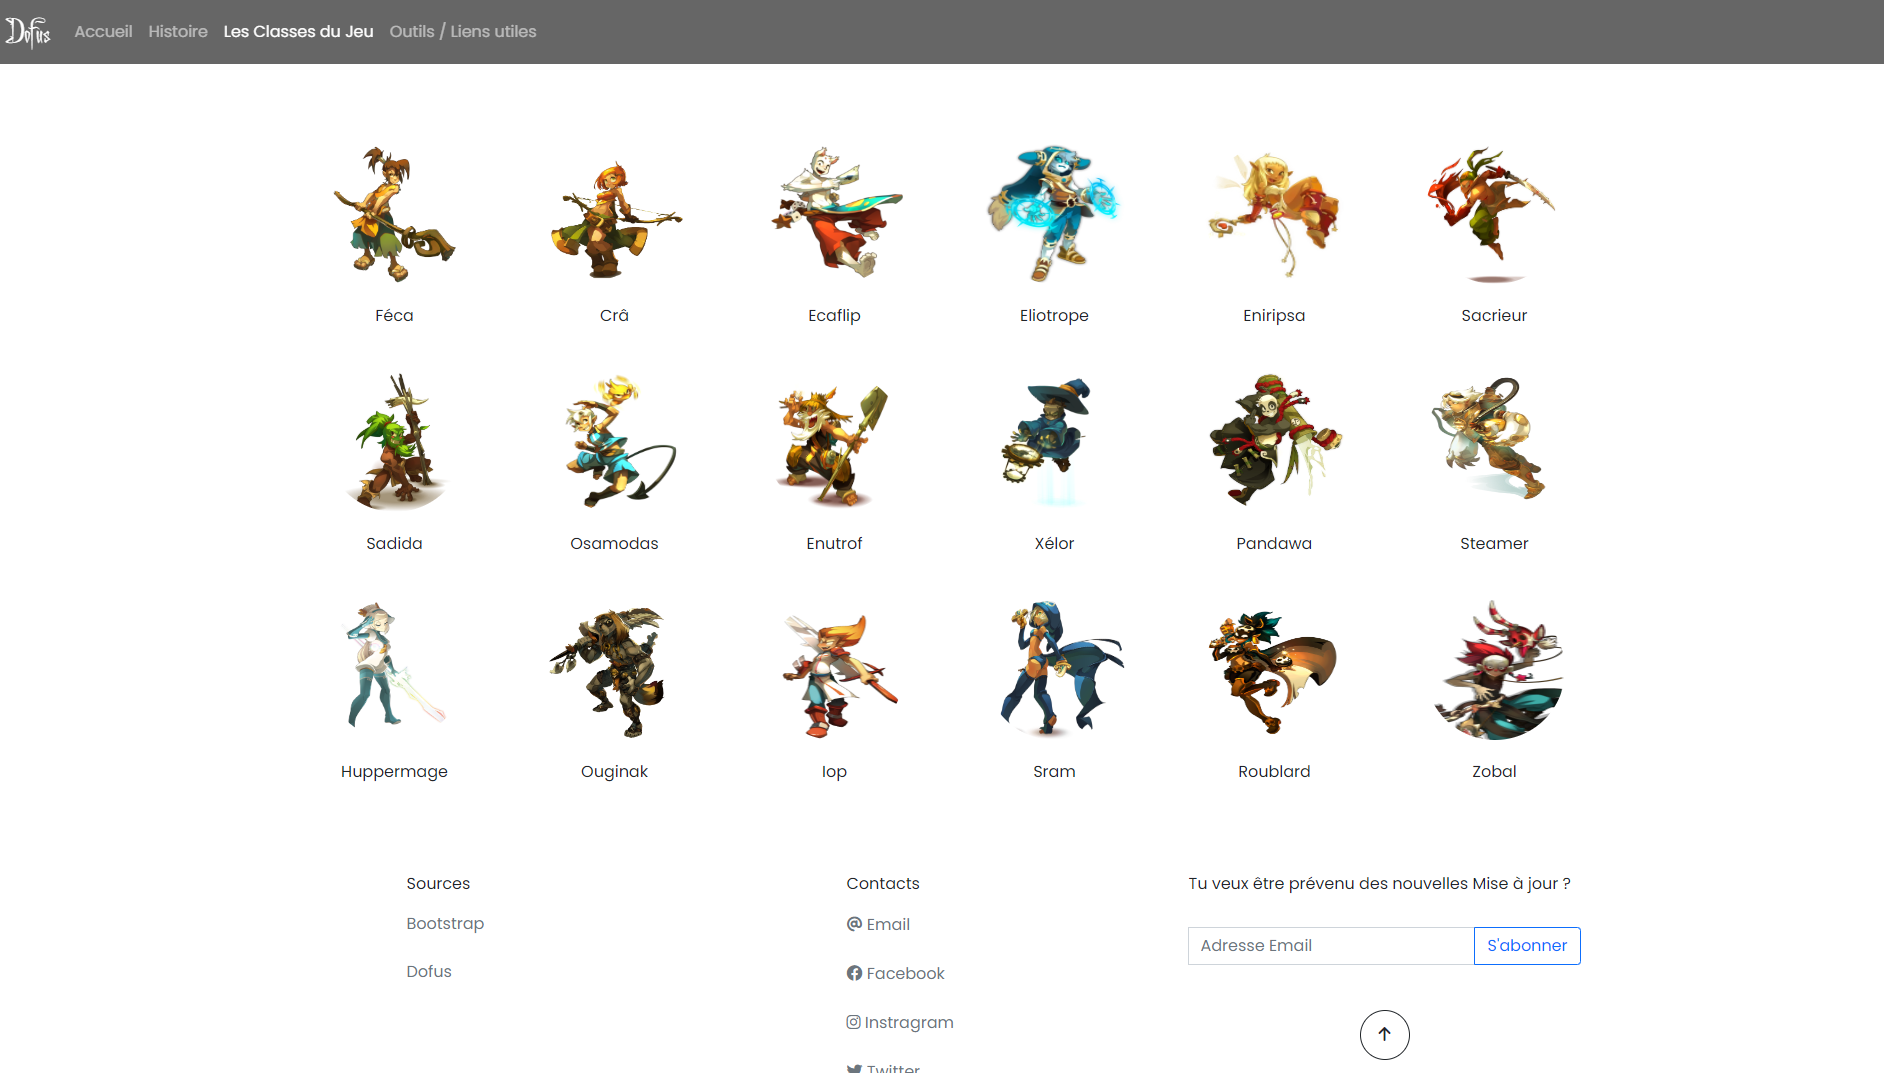 Dofus Accueil Histoire Les Classes du Jeu Outils / Liens utiles
Féca Crâ Ecaflip Eliotrope Eniripsa Sacrieur
Sadida Osamodas Enutrof Xélor Pandawa Steamer
Huppermage Ouginak Iop Sram Roublard Zobal
Sources
Bootstrap
Dofus
Contacts
Email
Facebook
Instragram
Twitter
Tu veux être prévenu des nouvelles Mise à jour ?
Adresse Email S'abonner